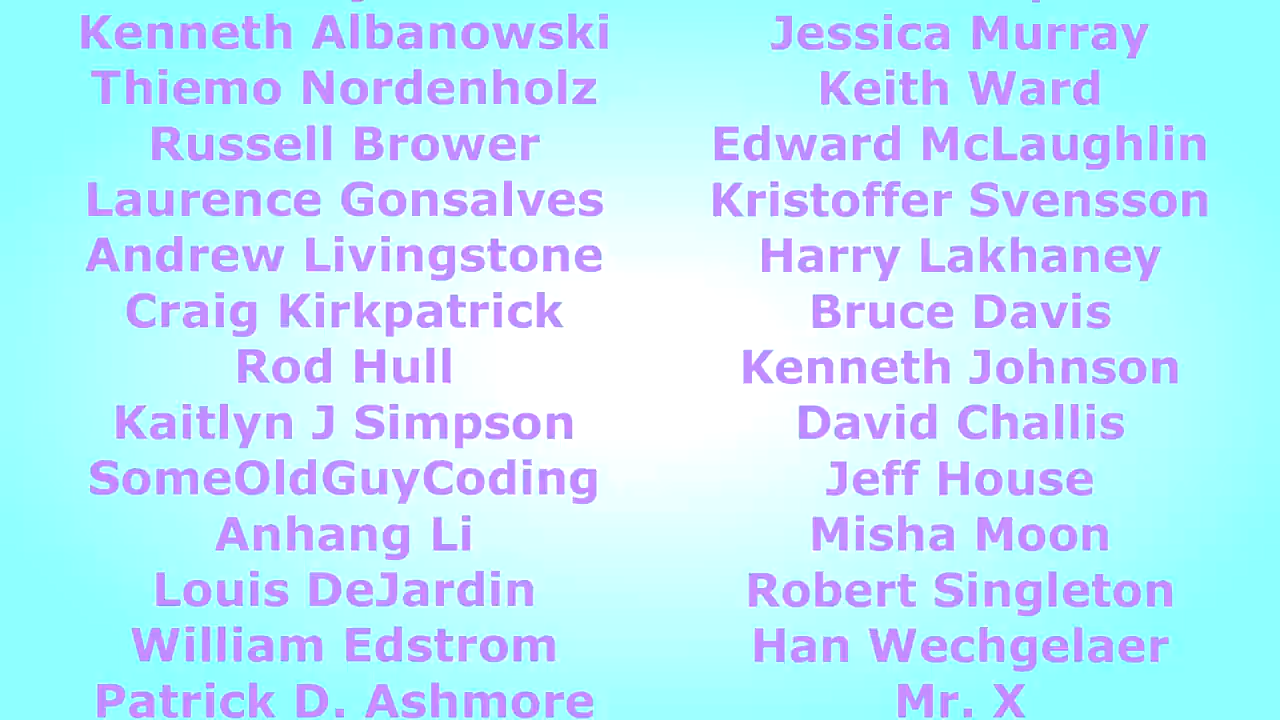 Kenneth Albanowski
Thiemo Nordenholz
Russell Brower
Laurence Gonsalves
Andrew Livingstone
Craig Kirkpatrick
Rod Hull
Kaitlyn J Simpson
SomeOldGuyCoding
Anhang Li
Louis DeJardin
William Edstrom
Patrick D. Ashmore
Jessica Murray
Keith Ward
Edward McLaughlin
Kristoffer Svensson
Harry Lakhaney
Bruce Davis
Kenneth Johnson
David Challis
Jeff House
Misha Moon
Robert Singleton
Han Wechgelaer
Mr. X